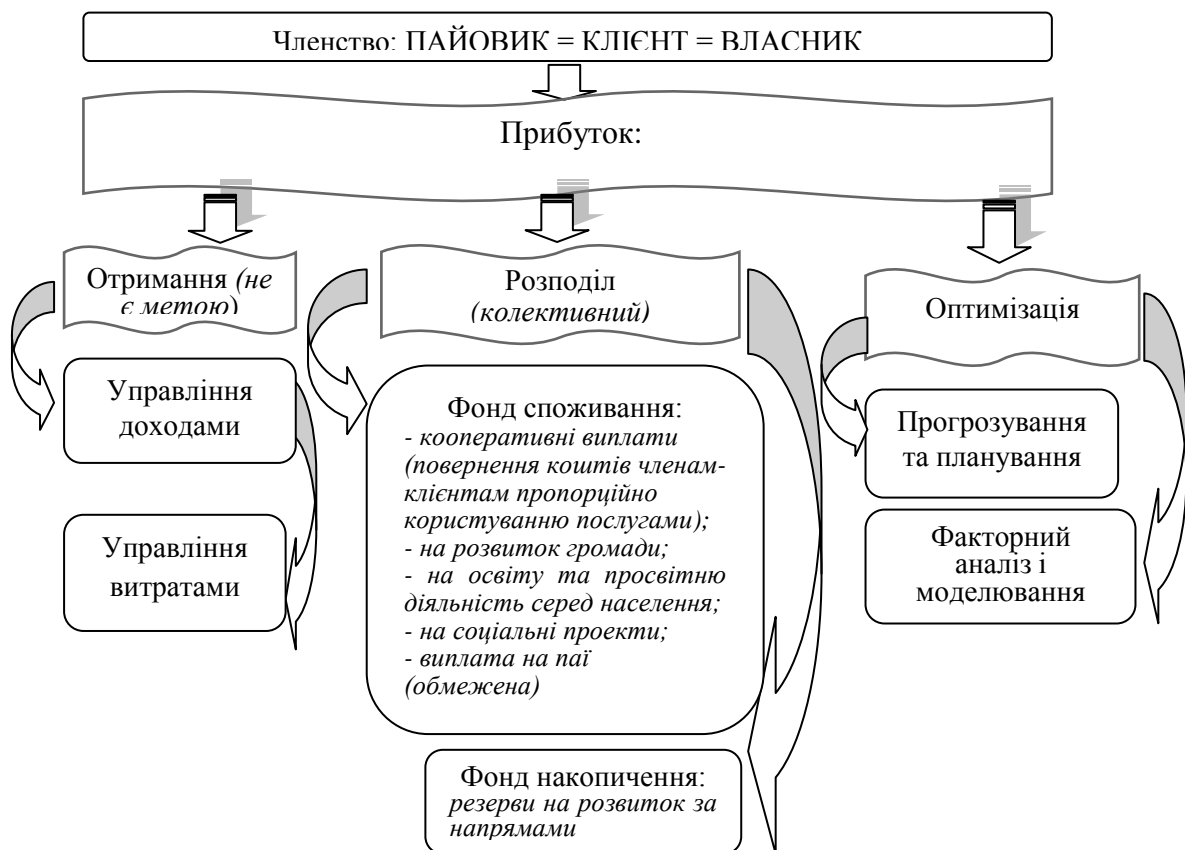 Членство: ПАЙОВИК = КЛІЄНТ = ВЛАСНИК
Прибуток:
Отримання (не
є метою)
Розподіл
(колективний)
Оптимізація
Управління
доходами
Управління
витратами
Фонд споживання:
- кооперативні виплати
(повернення коштів членам-
клієнтам пропорційно
користуванню послугами);
- на розвиток громади;
- на освіту та просвітню
діяльність серед населення;
- на соціальні проекти;
- виплата на паї
(обмежена)
Фонд накопичення:
резерви на розвиток за
напрямами
Прогрозування
та планування
Факторний
аналіз і
моделювання